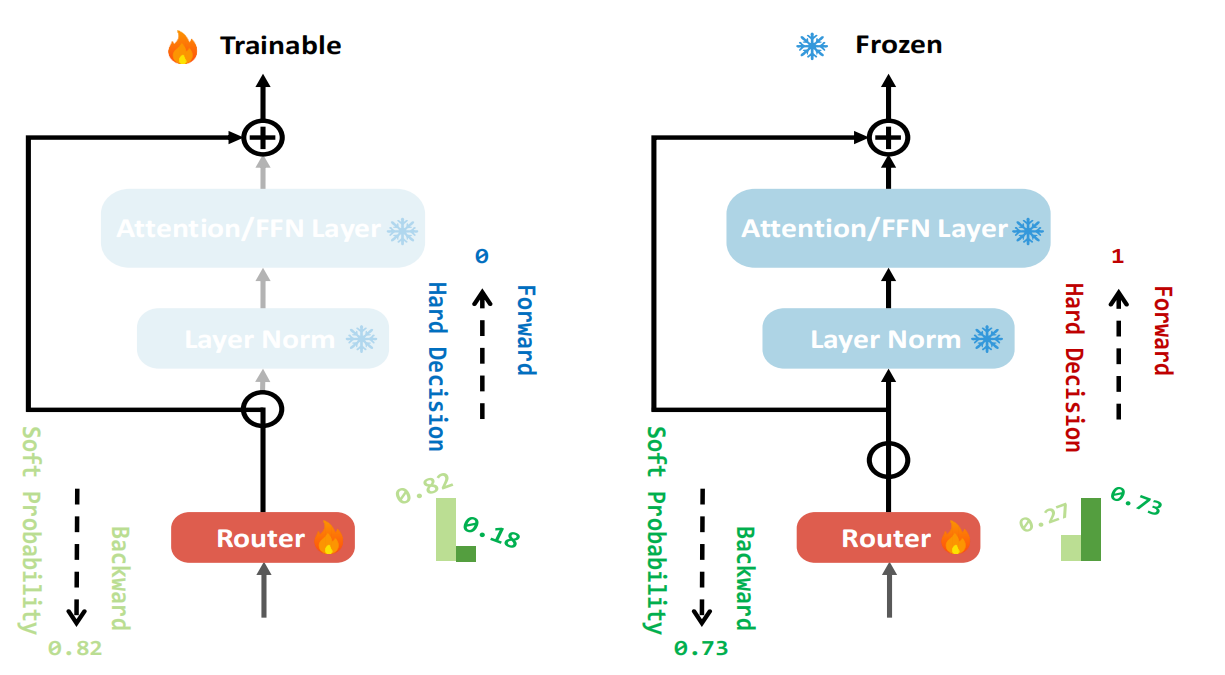 Trainable
Attention/FFN Layer
Layer Norm
0
Hard Decision
Forward
Soft Probability
Backward
0.82
0.82
0.18
Router
Frozen
Attention/FFN Layer
Layer Norm
1
Hard Decision
Forward
Soft Probability
Backward
0.73
0.27
0.73
Router